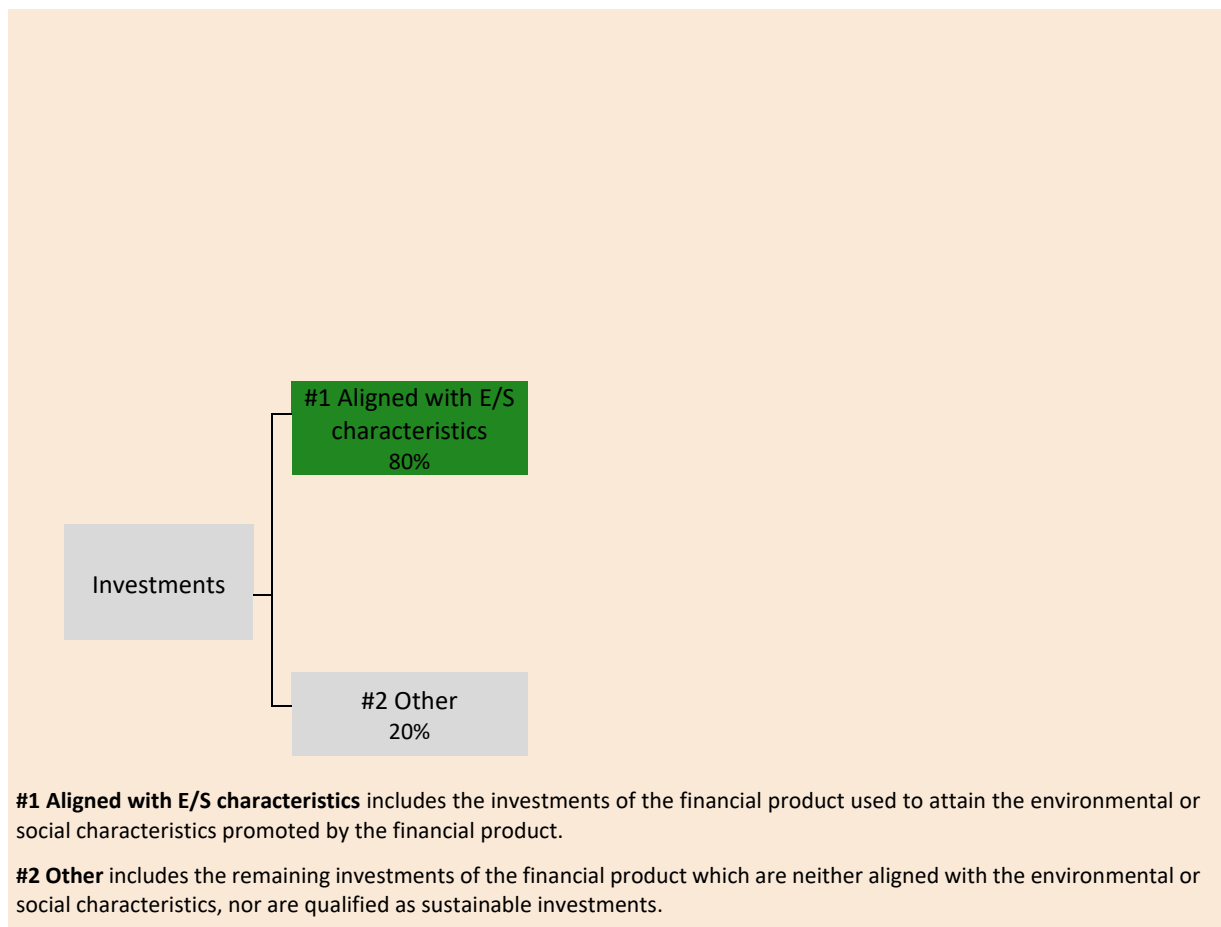 #1 Aligned with E/S
characteristics
80%
Investments
#2 Other
20%
#1 Aligned with E/S characteristics includes the investments of the financial product used to attain the environmental or
social characteristics promoted by the financial product.
#2 Other includes the remaining investments of the financial product which are neither aligned with the environmental or
social characteristics, nor are qualified as sustainable investments.